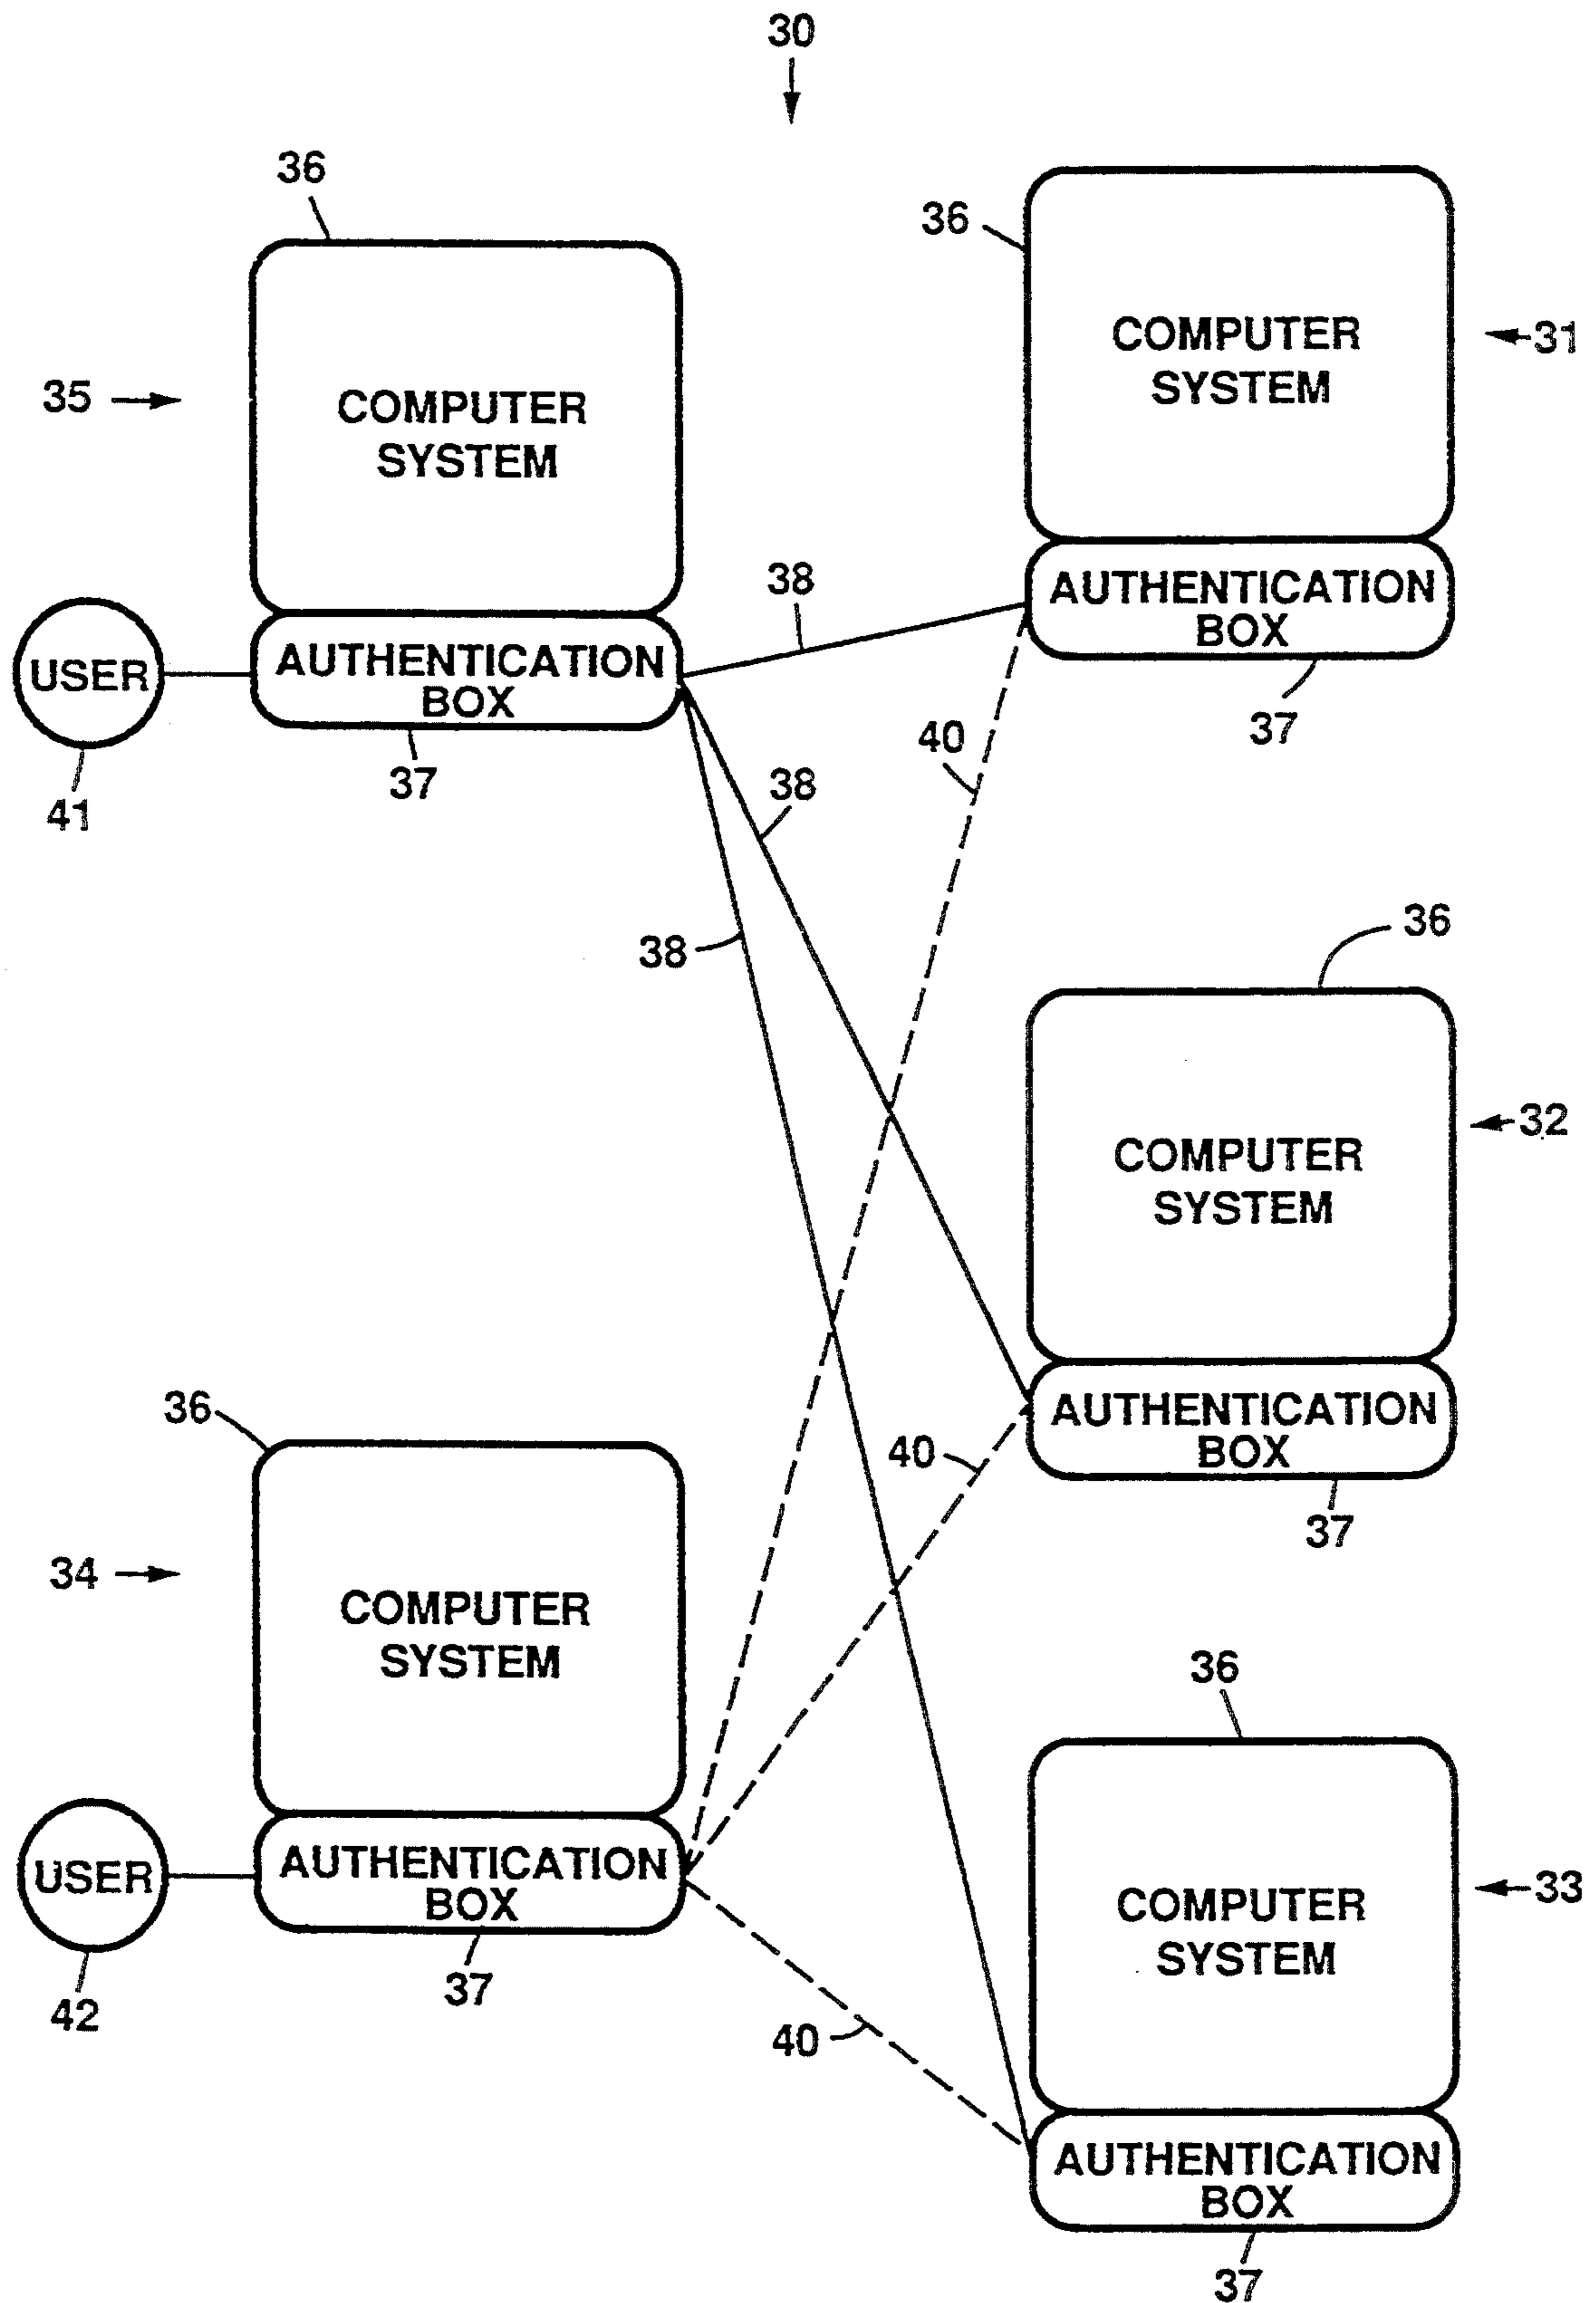 30
36
36
COMPUTER
SYSTEM
31
35
COMPUTER
SYSTEM
38
AUTHENTICATION
BOX
USER
AUTHENTICATION
BOX
37
40
41
37
38
38
36
COMPUTER
SYSTEM
32
36
AUTHENTICATION
BOX
40
37
34
COMPUTER
SYSTEM
36
USER
AUTHENTICATION
BOX
COMPUTER
SYSTEM
33
42
37
40
AUTHENTICATION
BOX
37